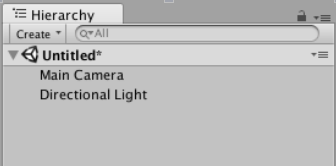 Hierarchy
Create All
Untitled*
Main Camera
Directional Light